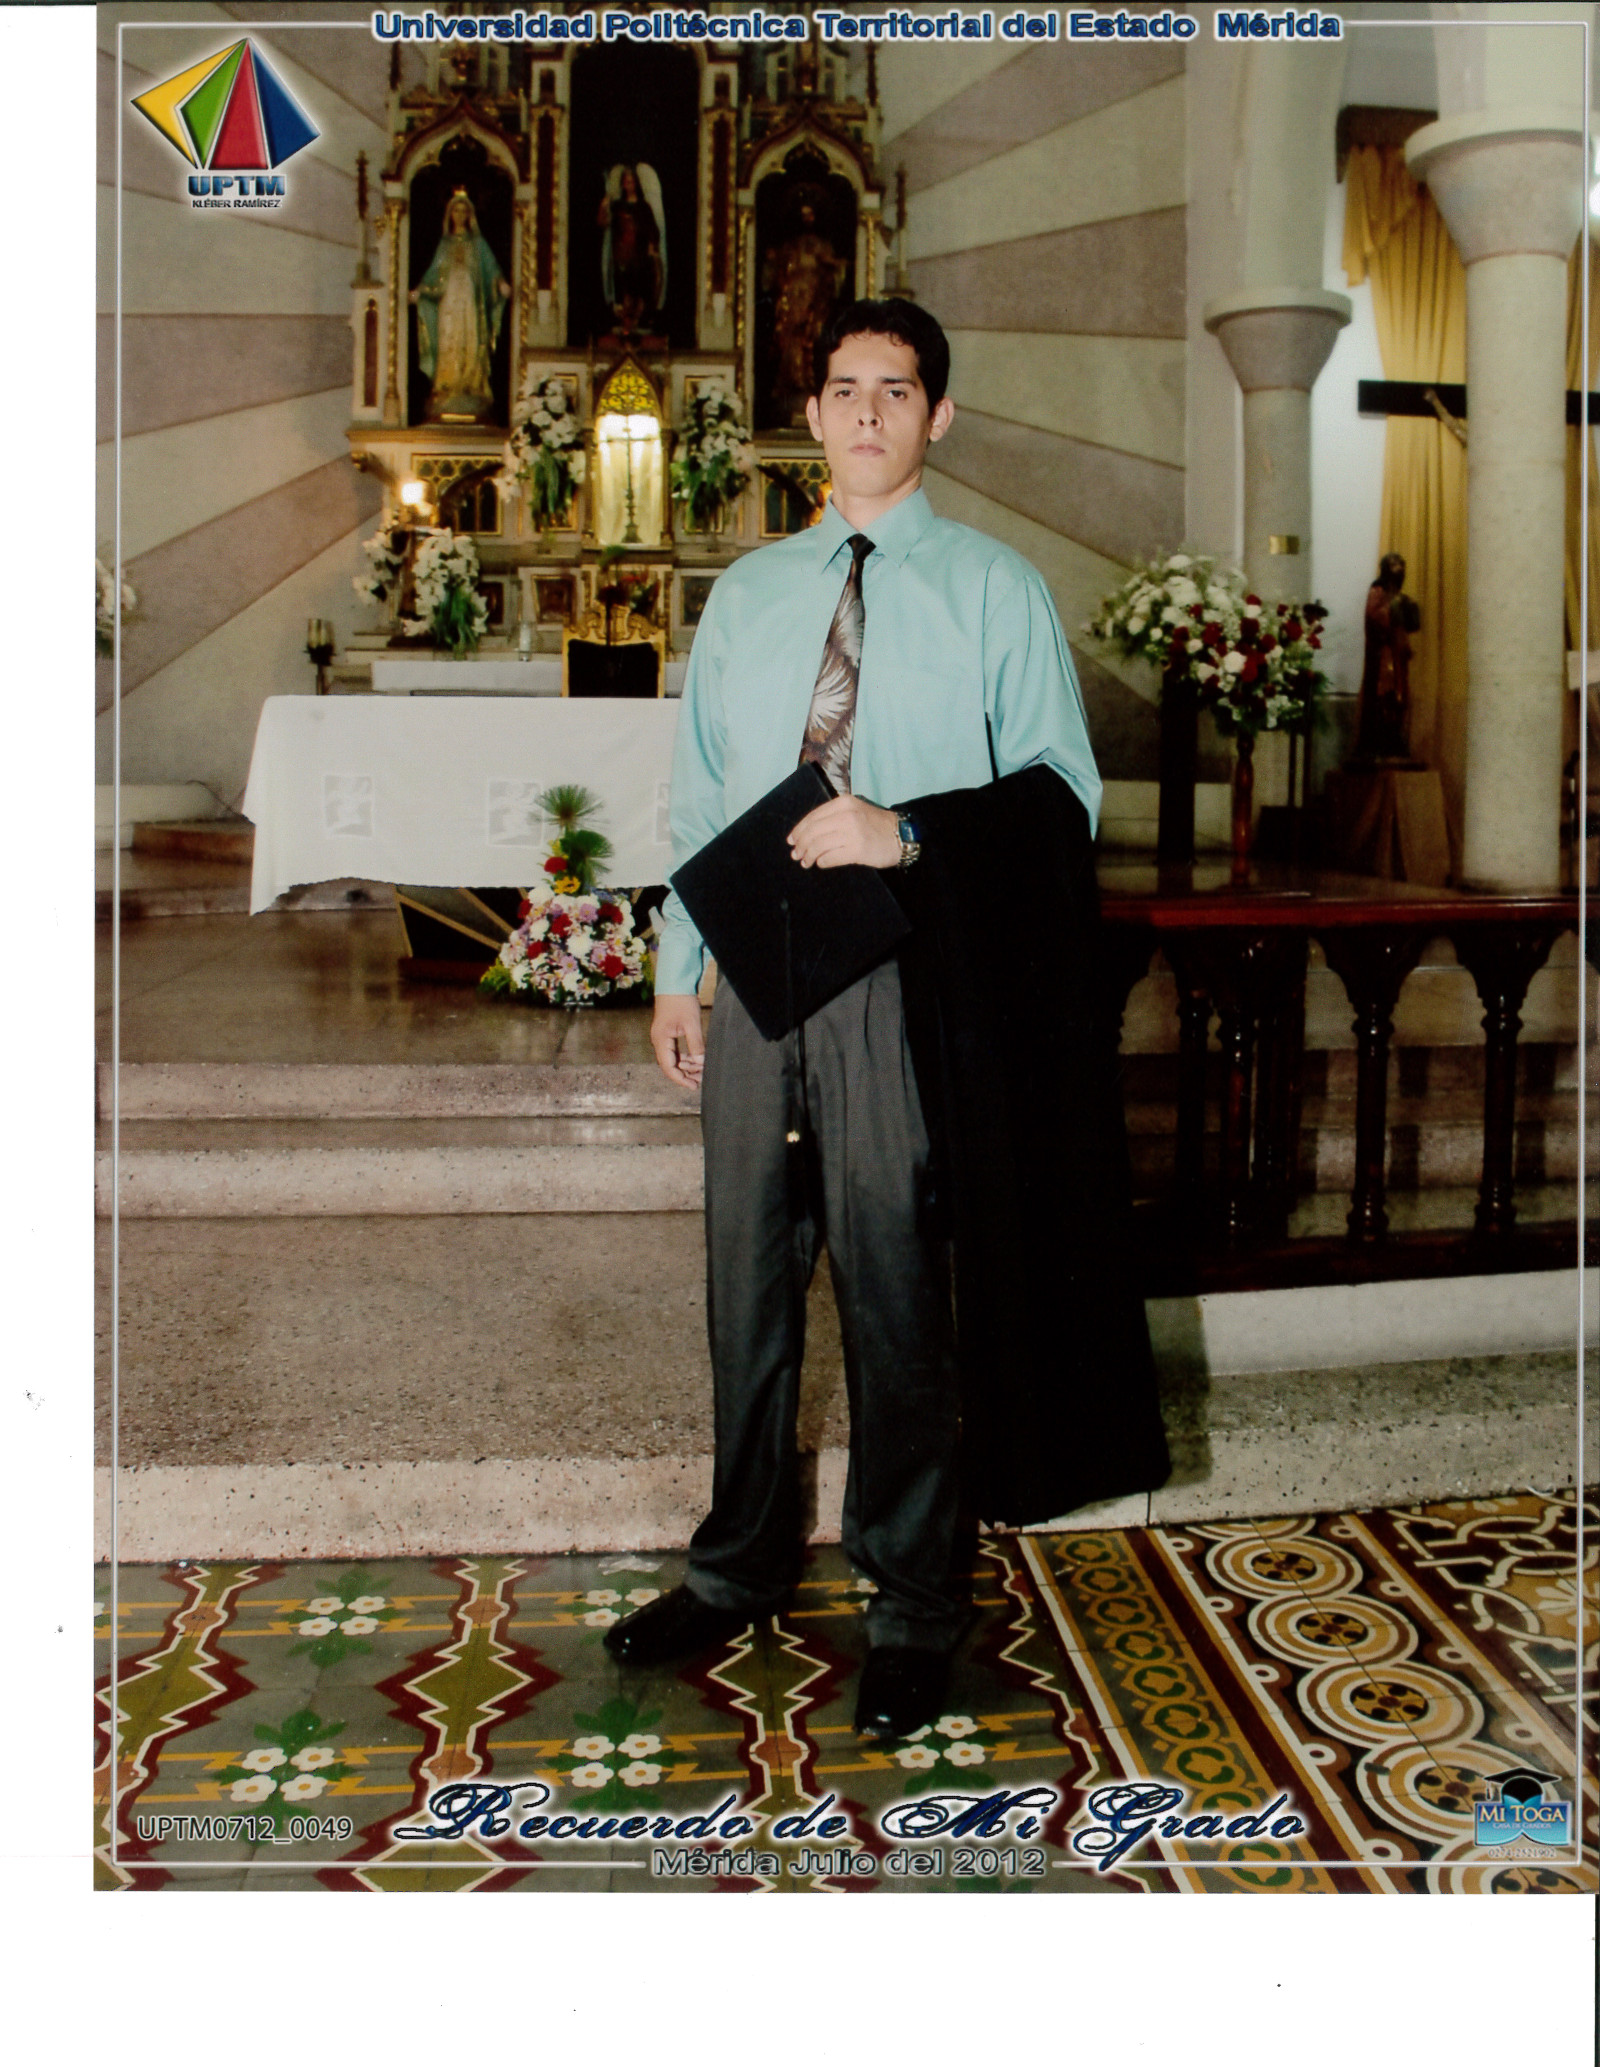 Universidad Politécnica Territorial del Estado Mérida
UPTM
KLÉBER RAMÍREZ
UPTM0712_0049
Recuerdo de Mi Grado
Mérida Julio del 2012
MI TOGA
CASA DE GRADOS